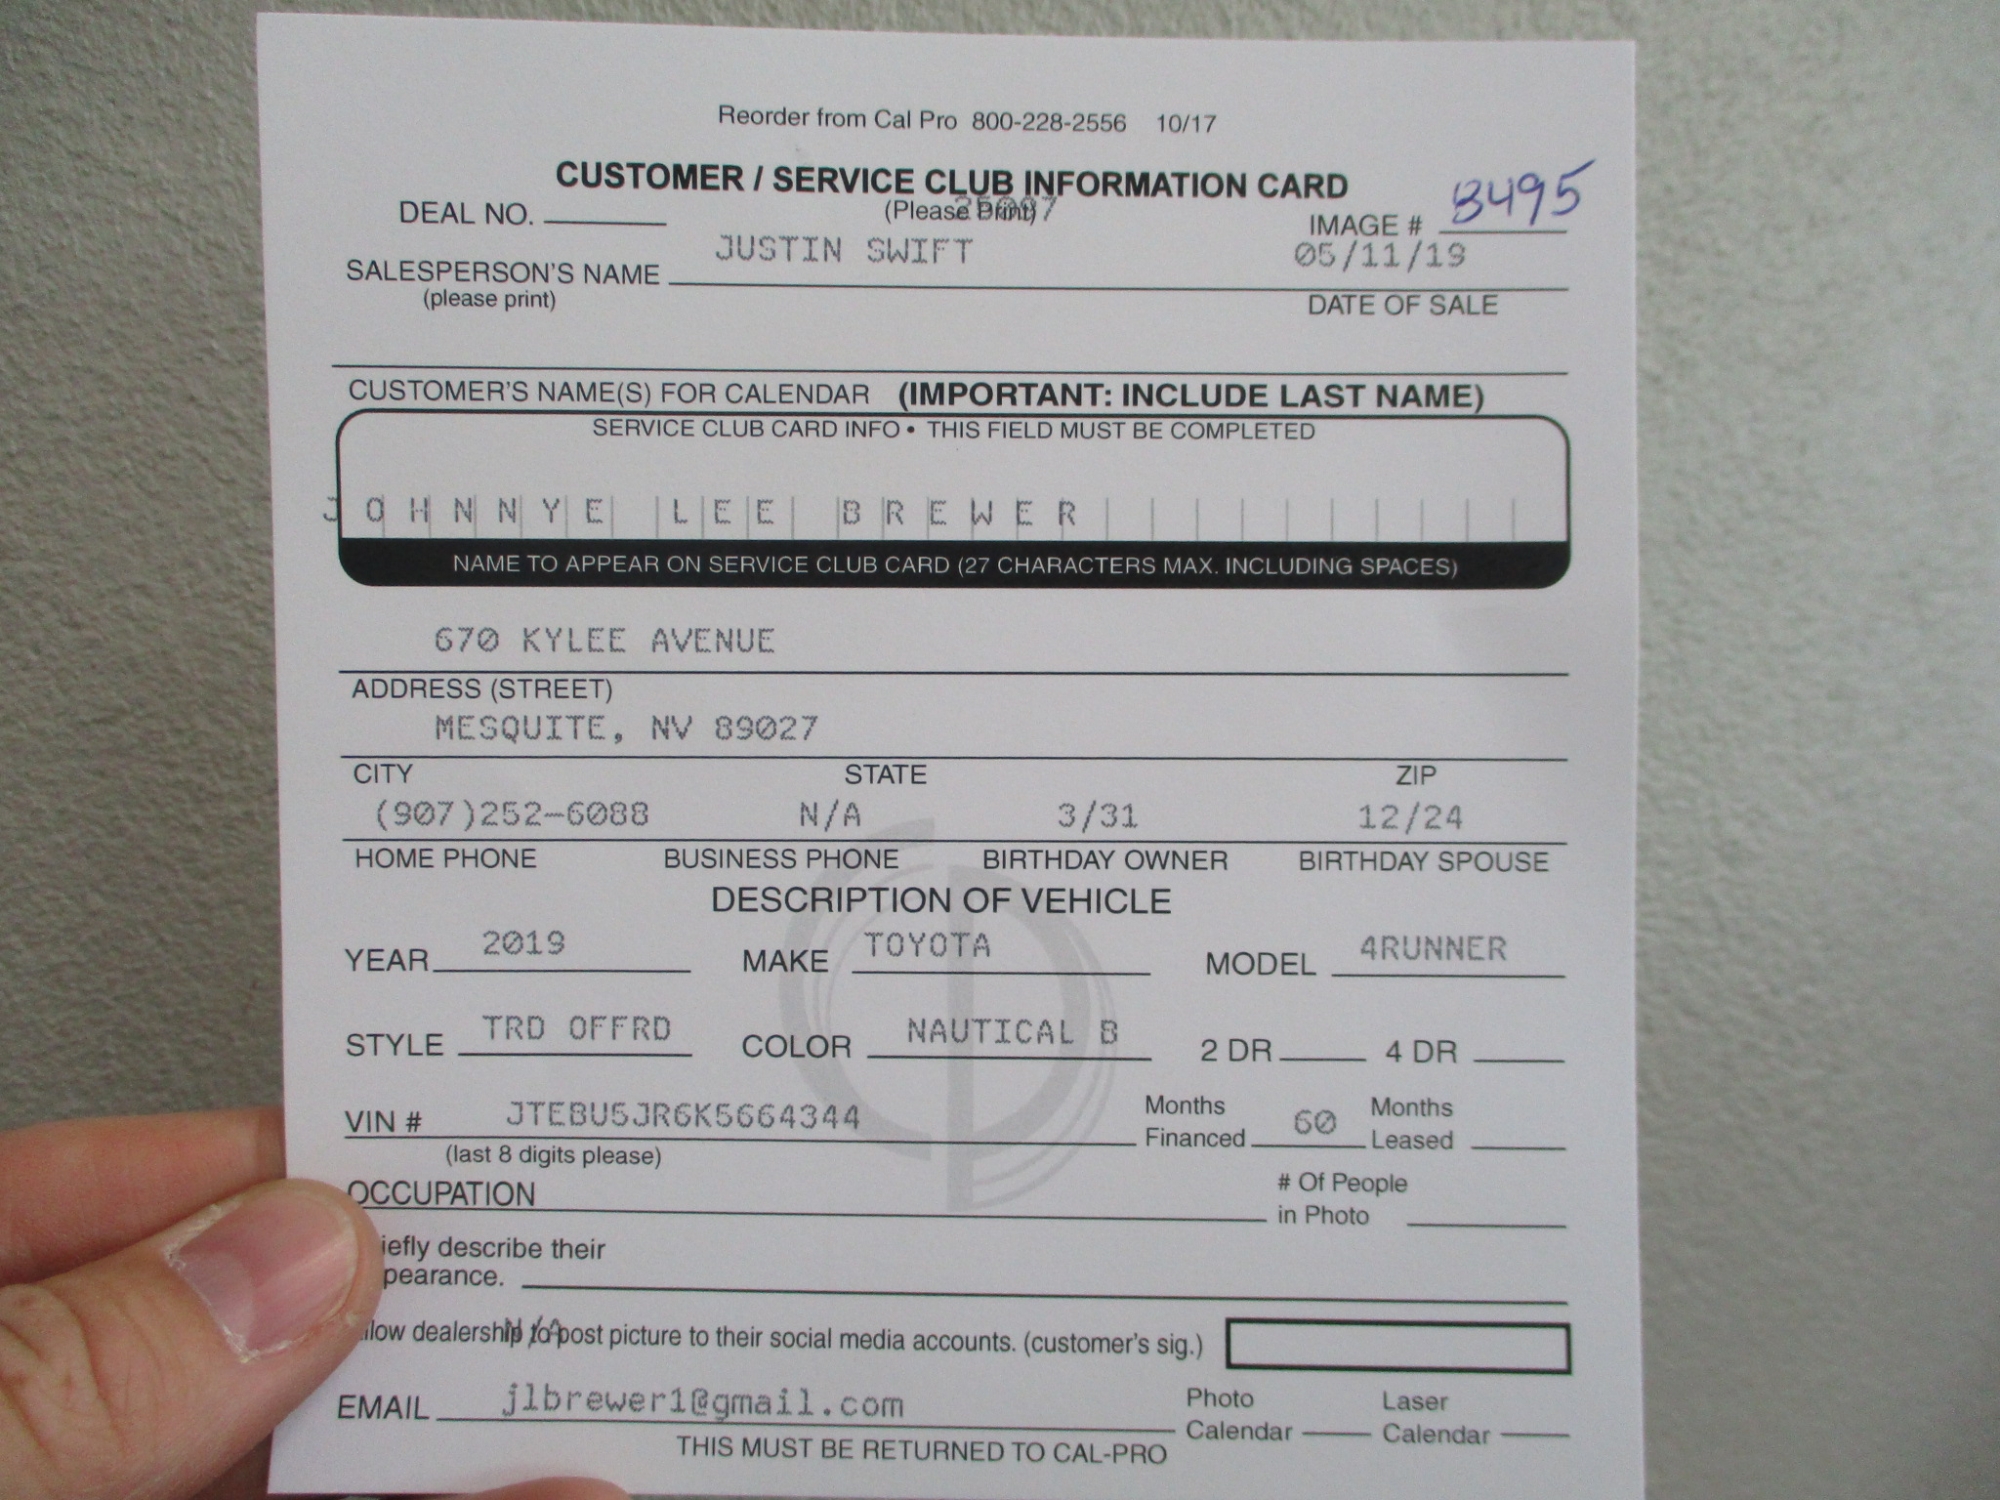 Reorder from Cal Pro 800-228-2556 10/17
CUSTOMER / SERVICE CLUB INFORMATION CARD
DEAL NO. (Please Print) IMAGE # 8495
JUSTIN SWIFT 05/11/19
SALESPERSON'S NAME
(please print) DATE OF SALE
CUSTOMER'S NAME(S) FOR CALENDAR (IMPORTANT: INCLUDE LAST NAME)
SERVICE CLUB CARD INFO • THIS FIELD MUST BE COMPLETED
JOHNNYE LEE BREWER
NAME TO APPEAR ON SERVICE CLUB CARD (27 CHARACTERS MAX. INCLUDING SPACES)
670 KYLEE AVENUE
ADDRESS (STREET)
MESQUITE, NV 89027
CITY STATE ZIP
(907)252-6088 N/A 3/31 12/24
HOME PHONE BUSINESS PHONE BIRTHDAY OWNER BIRTHDAY SPOUSE
DESCRIPTION OF VEHICLE
YEAR 2019 MAKE TOYOTA MODEL 4RUNNER
STYLE TRD OFFRD COLOR NAUTICAL B 2 DR 4 DR
VIN # JTEBU5JR6K5664344 Months Financed 60 Months Leased
(last 8 digits please)
OCCUPATION # Of People in Photo
iefly describe their
pearance.
llow dealership to post picture to their social media accounts. (customer's sig.)
N/A
EMAIL jlbrewer1@gmail.com Photo Calendar Laser Calendar
THIS MUST BE RETURNED TO CAL-PRO